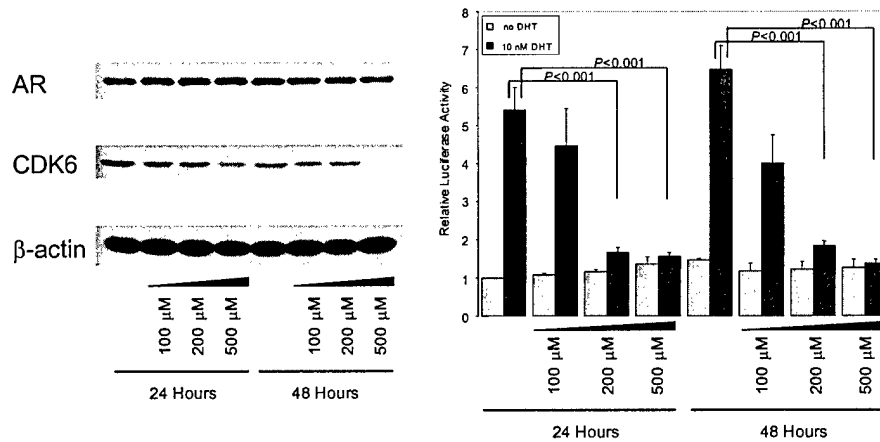 AR
CDK6
β-actin
100 μM
200 μM
500 μM
100 μM
200 μM
500 μM
24 Hours
48 Hours
Relative Luciferase Activity
8
7
6
5
4
3
2
1
0
no DHT
10 nM DHT
P<0.001
P<0.001
P<0.001
P<0.001
100 μM
200 μM
500 μM
100 μM
200 μM
500 μM
24 Hours
48 Hours